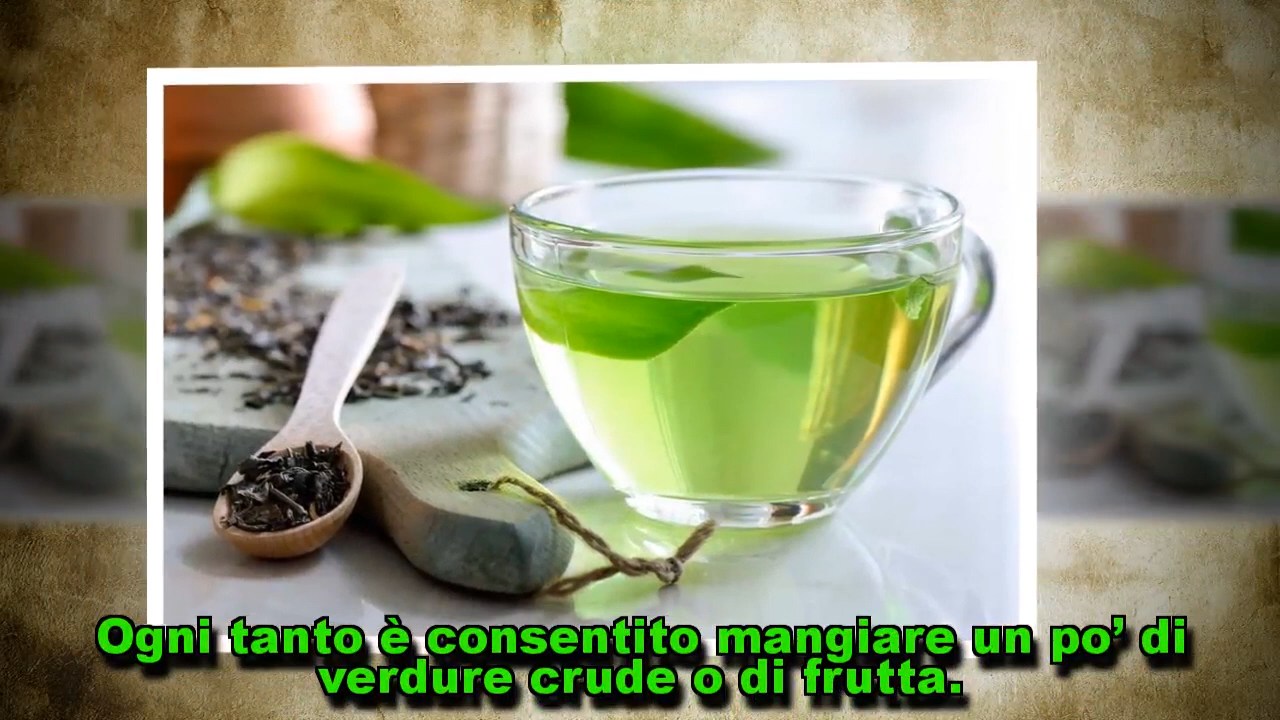 Ogni tanto è consentito mangiare un po’ di
verdure crude o di frutta.